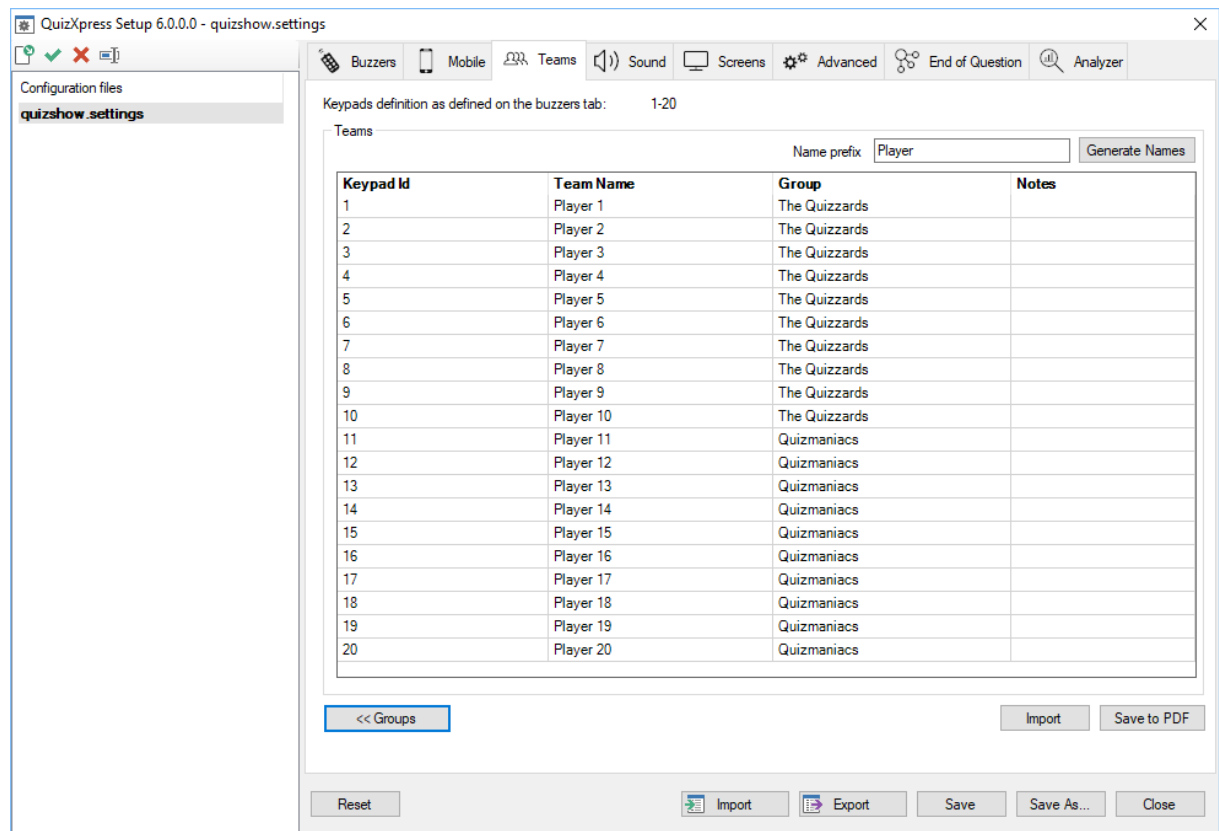 QuizXpress Setup 6.0.0.0 - quizshow.settings
Configuration files
quizshow.settings
Buzzers Mobile Teams Sound Screens Advanced End of Question Analyzer
Keypads definition as defined on the buzzers tab: 1-20
Teams
Name prefix Player Generate Names
Keypad Id Team Name Group Notes
1 Player 1 The Quizzards
2 Player 2 The Quizzards
3 Player 3 The Quizzards
4 Player 4 The Quizzards
5 Player 5 The Quizzards
6 Player 6 The Quizzards
7 Player 7 The Quizzards
8 Player 8 The Quizzards
9 Player 9 The Quizzards
10 Player 10 The Quizzards
11 Player 11 Quizmaniacs
12 Player 12 Quizmaniacs
13 Player 13 Quizmaniacs
14 Player 14 Quizmaniacs
15 Player 15 Quizmaniacs
16 Player 16 Quizmaniacs
17 Player 17 Quizmaniacs
18 Player 18 Quizmaniacs
19 Player 19 Quizmaniacs
20 Player 20 Quizmaniacs
<< Groups Import Save to PDF
Reset Import Export Save Save As... Close